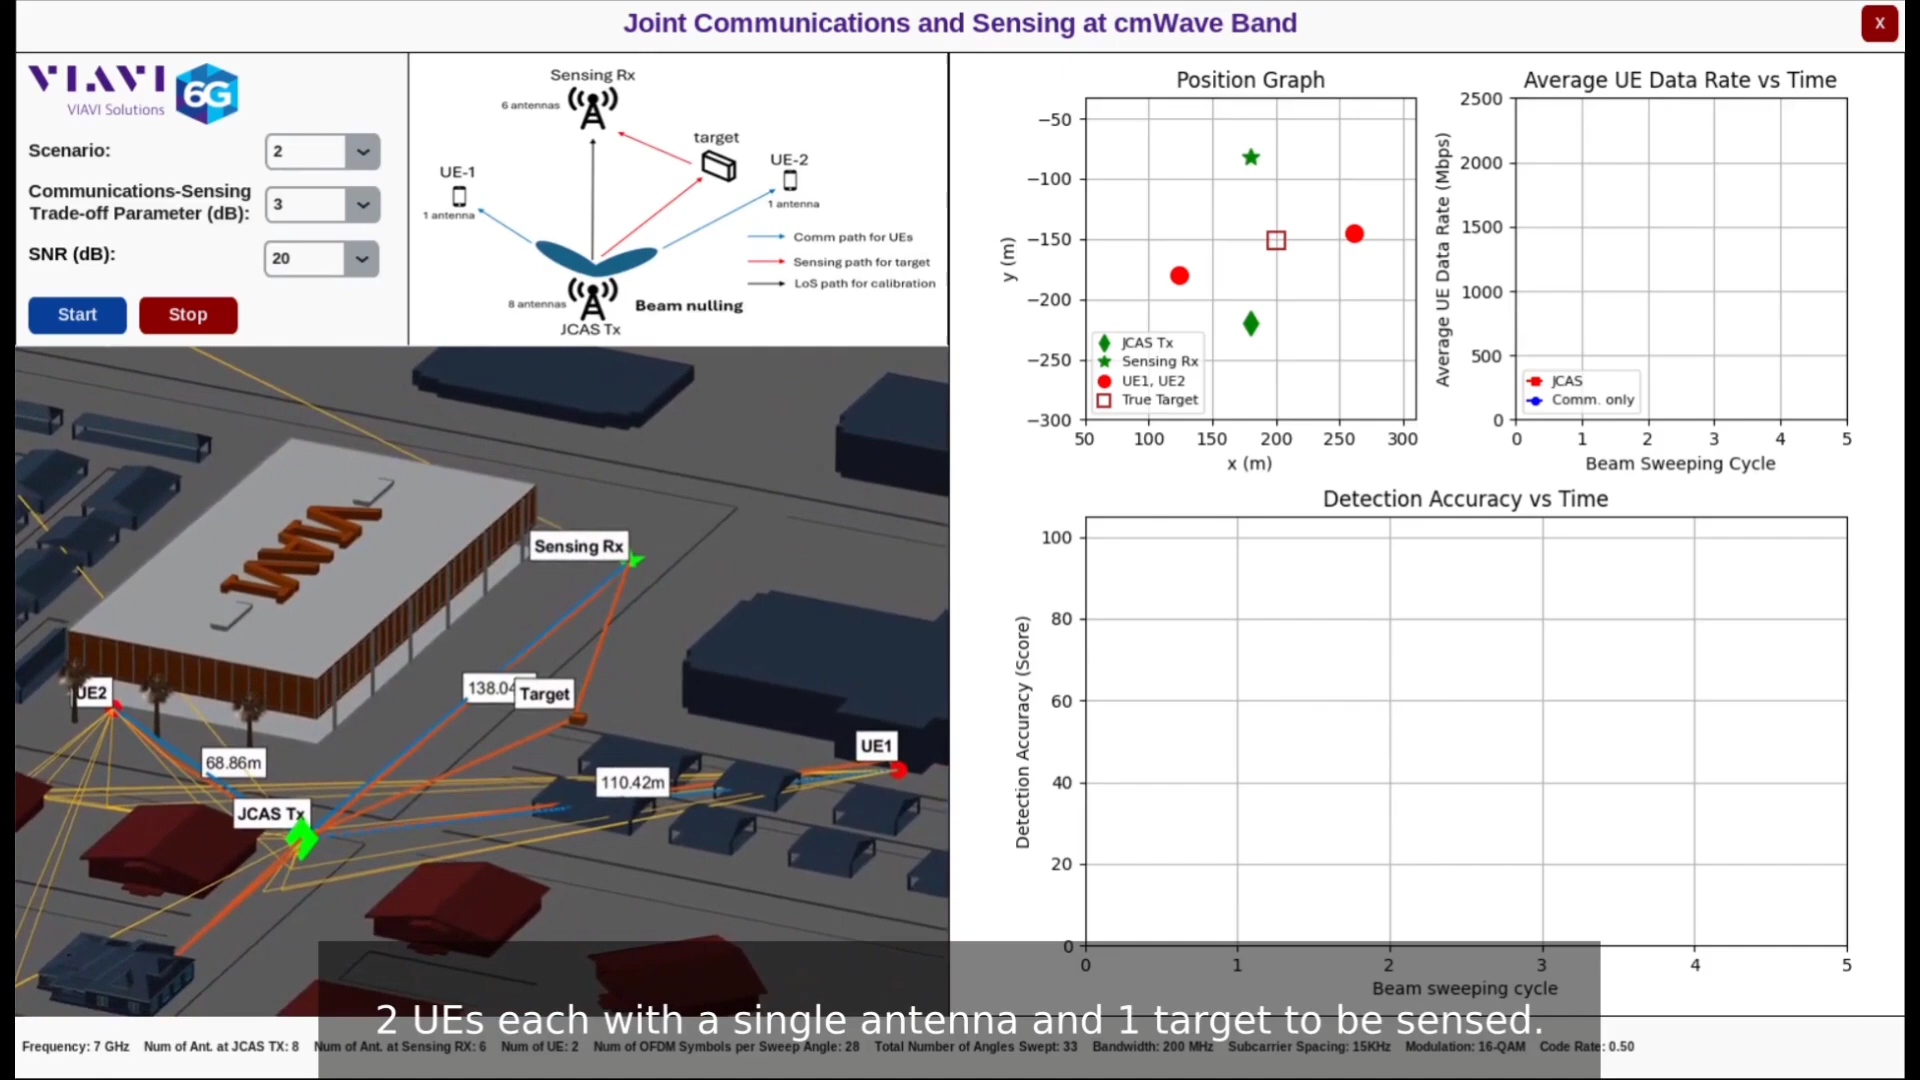 Joint Communications and Sensing at cmWave Band
X
VIAVI
VIAVI Solutions
6G
Scenario:
2
Communications-Sensing
Trade-off Parameter (dB):
3
SNR (dB):
20
Start
Stop
Sensing Rx
6 antennas
target
UE-1
1 antenna
UE-2
1 antenna
Comm path for UEs
Sensing path for target
LoS path for calibration
8 antennas
Beam nulling
JCAS Tx
Position Graph
−50
−100
−150
−200
−250
−300
y (m)
JCAS Tx
Sensing Rx
UE1, UE2
True Target
50 100 150 200 250 300
x (m)
Average UE Data Rate vs Time
2500
2000
1500
1000
500
0
Average UE Data Rate (Mbps)
JCAS
Comm. only
0 1 2 3 4 5
Beam Sweeping Cycle
VIAVI
Sensing Rx
138.04
Target
UE2
68.86m
UE1
110.42m
JCAS Tx
Detection Accuracy vs Time
100
80
60
40
20
0
Detection Accuracy (Score)
0 1 2 3 4 5
Beam sweeping cycle
2 UEs each with a single antenna and 1 target to be sensed.
Frequency: 7 GHz Num of Ant. at JCAS TX: 8 Num of Ant. at Sensing RX: 6 Num of UE: 2 Num of OFDM Symbols per Sweep Angle: 28 Total Number of Angles Swept: 33 Bandwidth: 200 MHz Subcarrier Spacing: 15KHz Modulation: 16-QAM Code Rate: 0.50